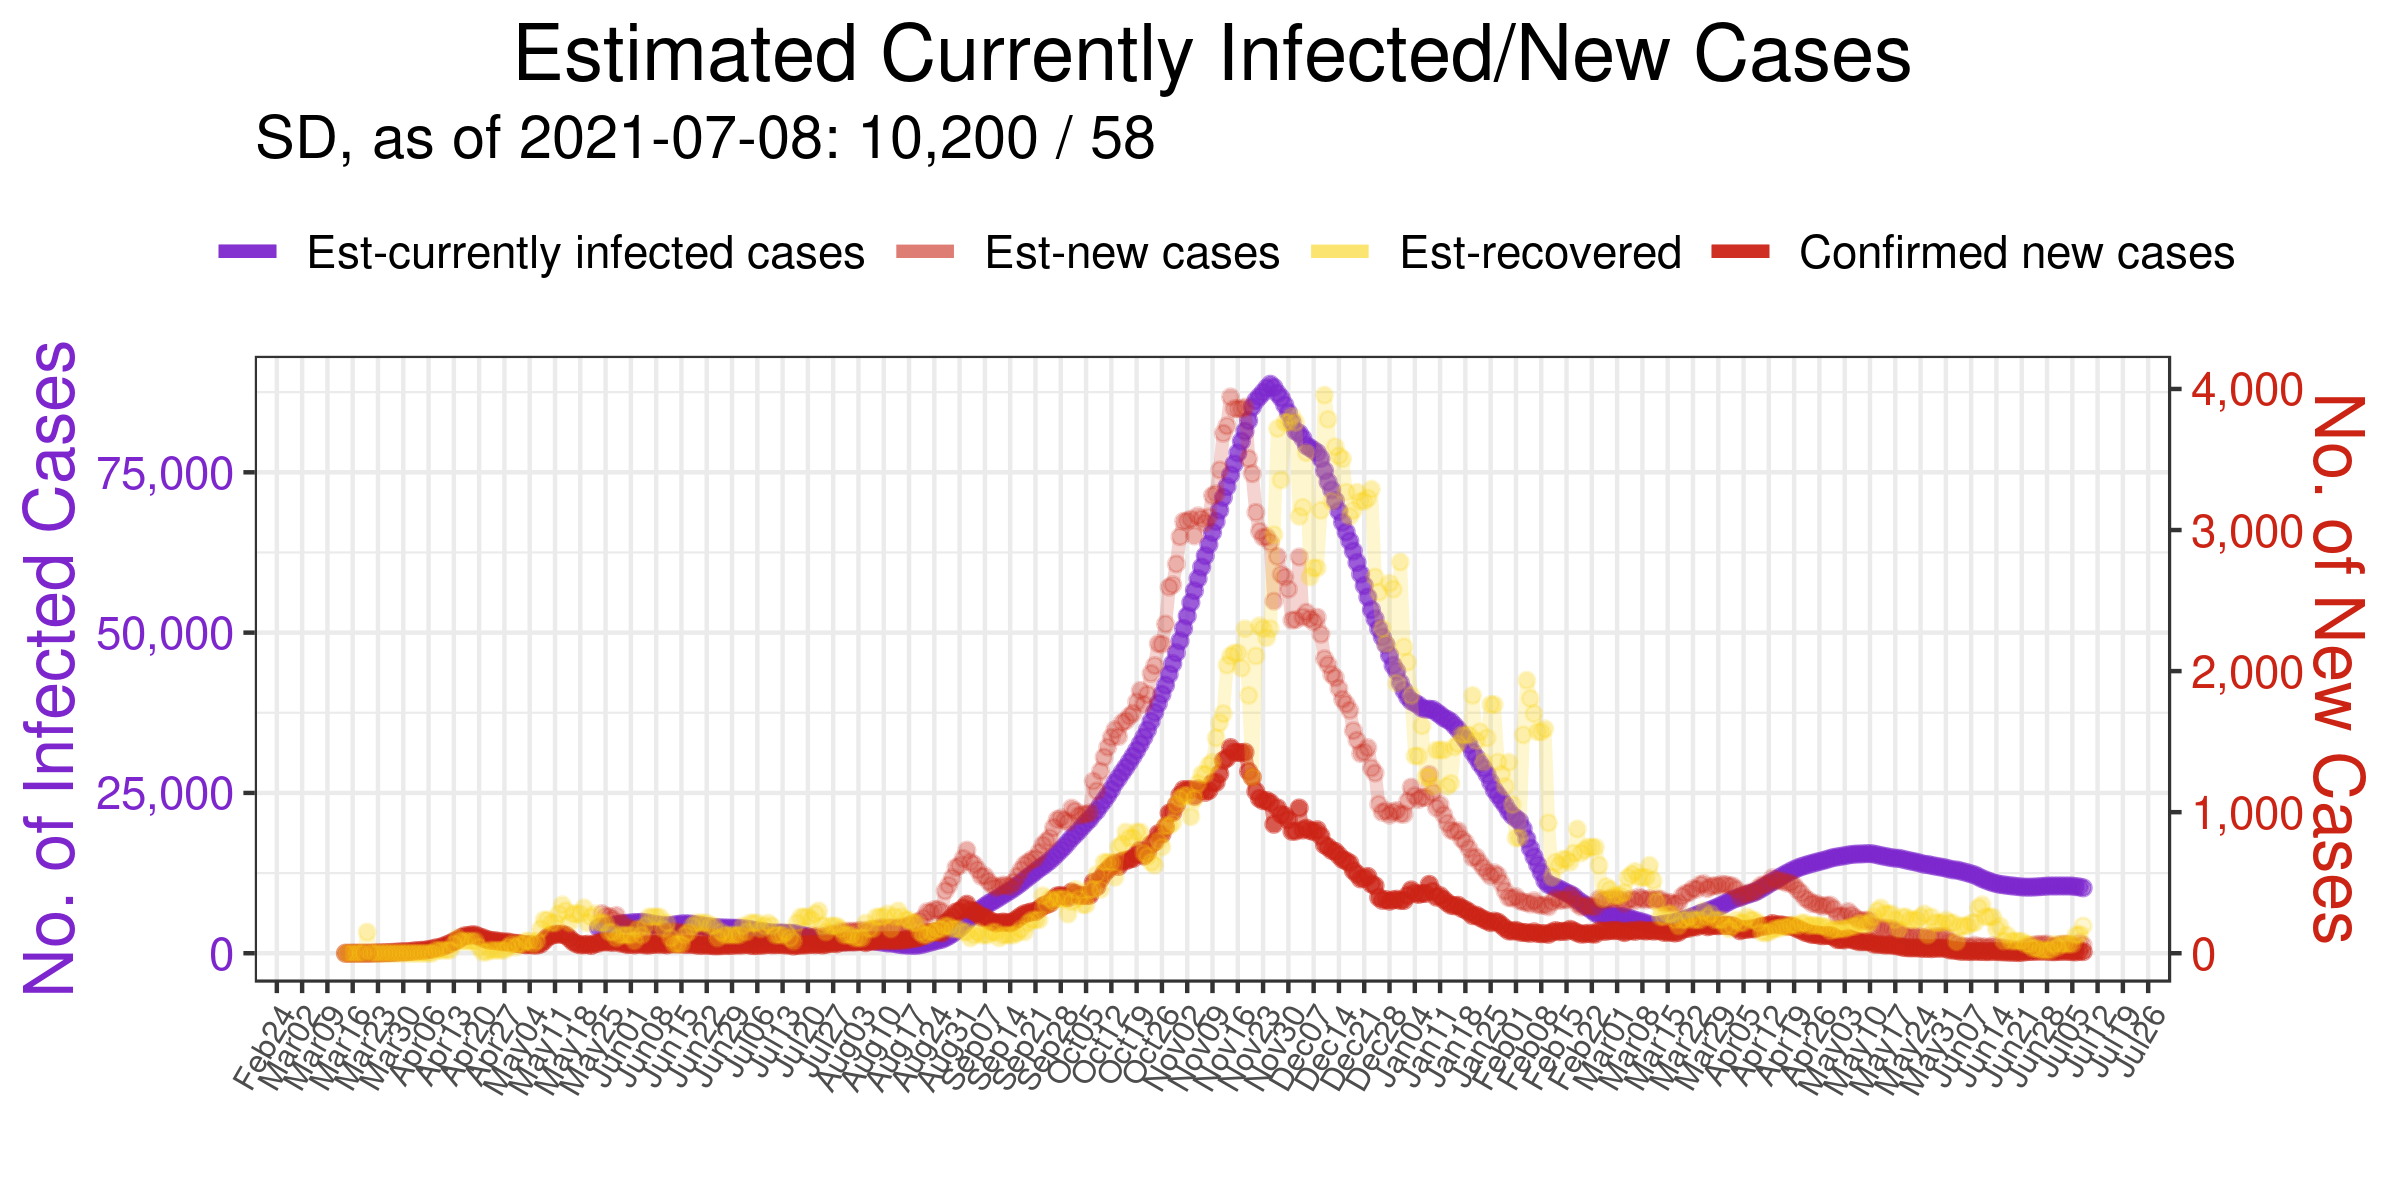 Estimated Currently Infected/New Cases
SD, as of 2021-07-08: 10,200 / 58
Est-currently infected cases
Est-new cases
Est-recovered
Confirmed new cases
No. of Infected Cases
75,000
50,000
25,000
0
4,000
3,000
2,000
1,000
0
No. of New Cases
Feb24
Mar02
Mar09
Mar16
Mar23
Mar30
Apr06
Apr13
Apr20
Apr27
May04
May11
May18
May25
Jun01
Jun08
Jun15
Jun22
Jun29
Jul06
Jul13
Jul20
Jul27
Aug03
Aug10
Aug17
Aug24
Aug31
Sep07
Sep14
Sep21
Sep28
Oct05
Oct12
Oct19
Oct26
Nov02
Nov09
Nov16
Nov23
Nov30
Dec07
Dec14
Dec21
Dec28
Jan04
Jan11
Jan18
Jan25
Feb01
Feb08
Feb15
Feb22
Mar01
Mar08
Mar15
Mar22
Mar29
Apr05
Apr12
Apr19
Apr26
May03
May10
May17
May24
May31
Jun07
Jun14
Jun21
Jun28
Jul05
Jul12
Jul19
Jul26